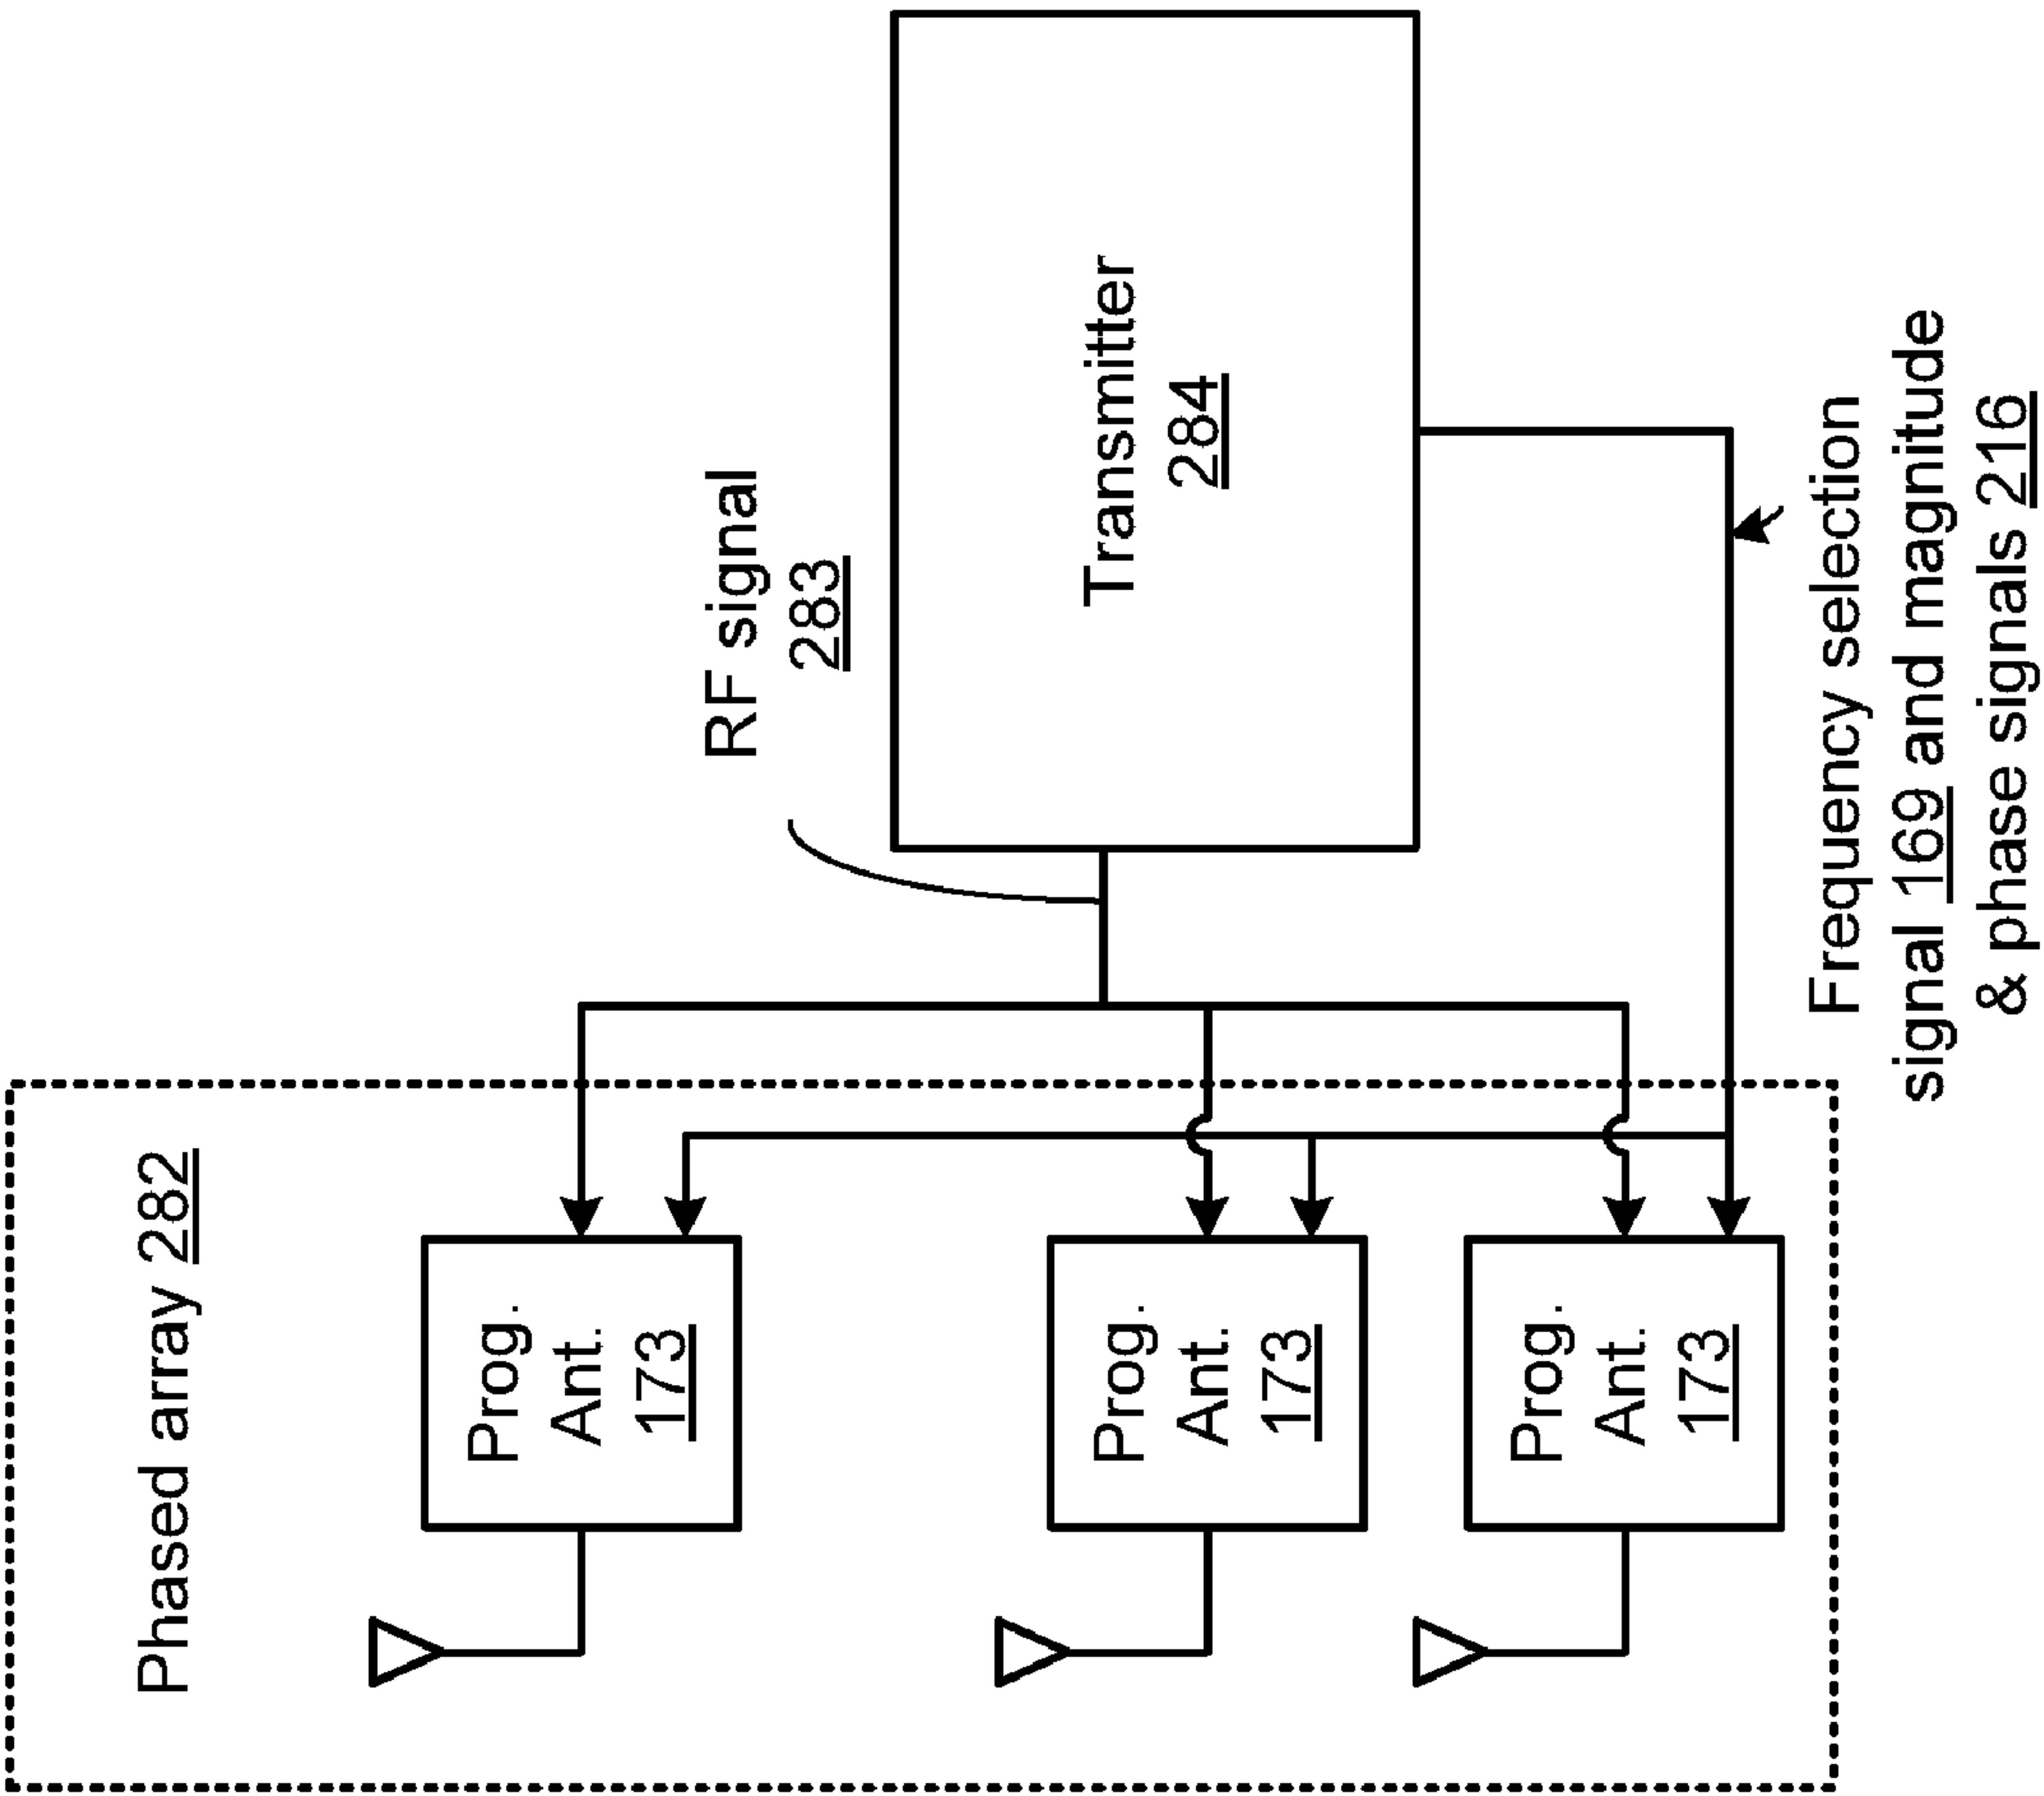 Phased array 282
Prog.
Ant.
173
Prog.
Ant.
173
Prog.
Ant.
173
RF signal
283
Transmitter
284
Frequency selection
signal 169 and magnitude
& phase signals 216